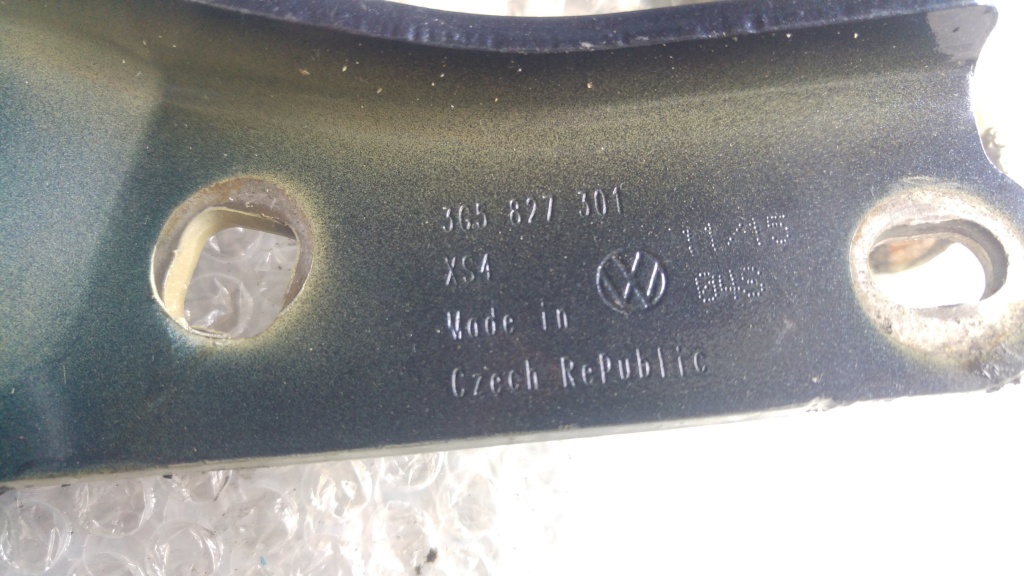 3G5 827 301
XS4
Made in
Czech RePublic
11/15
04S